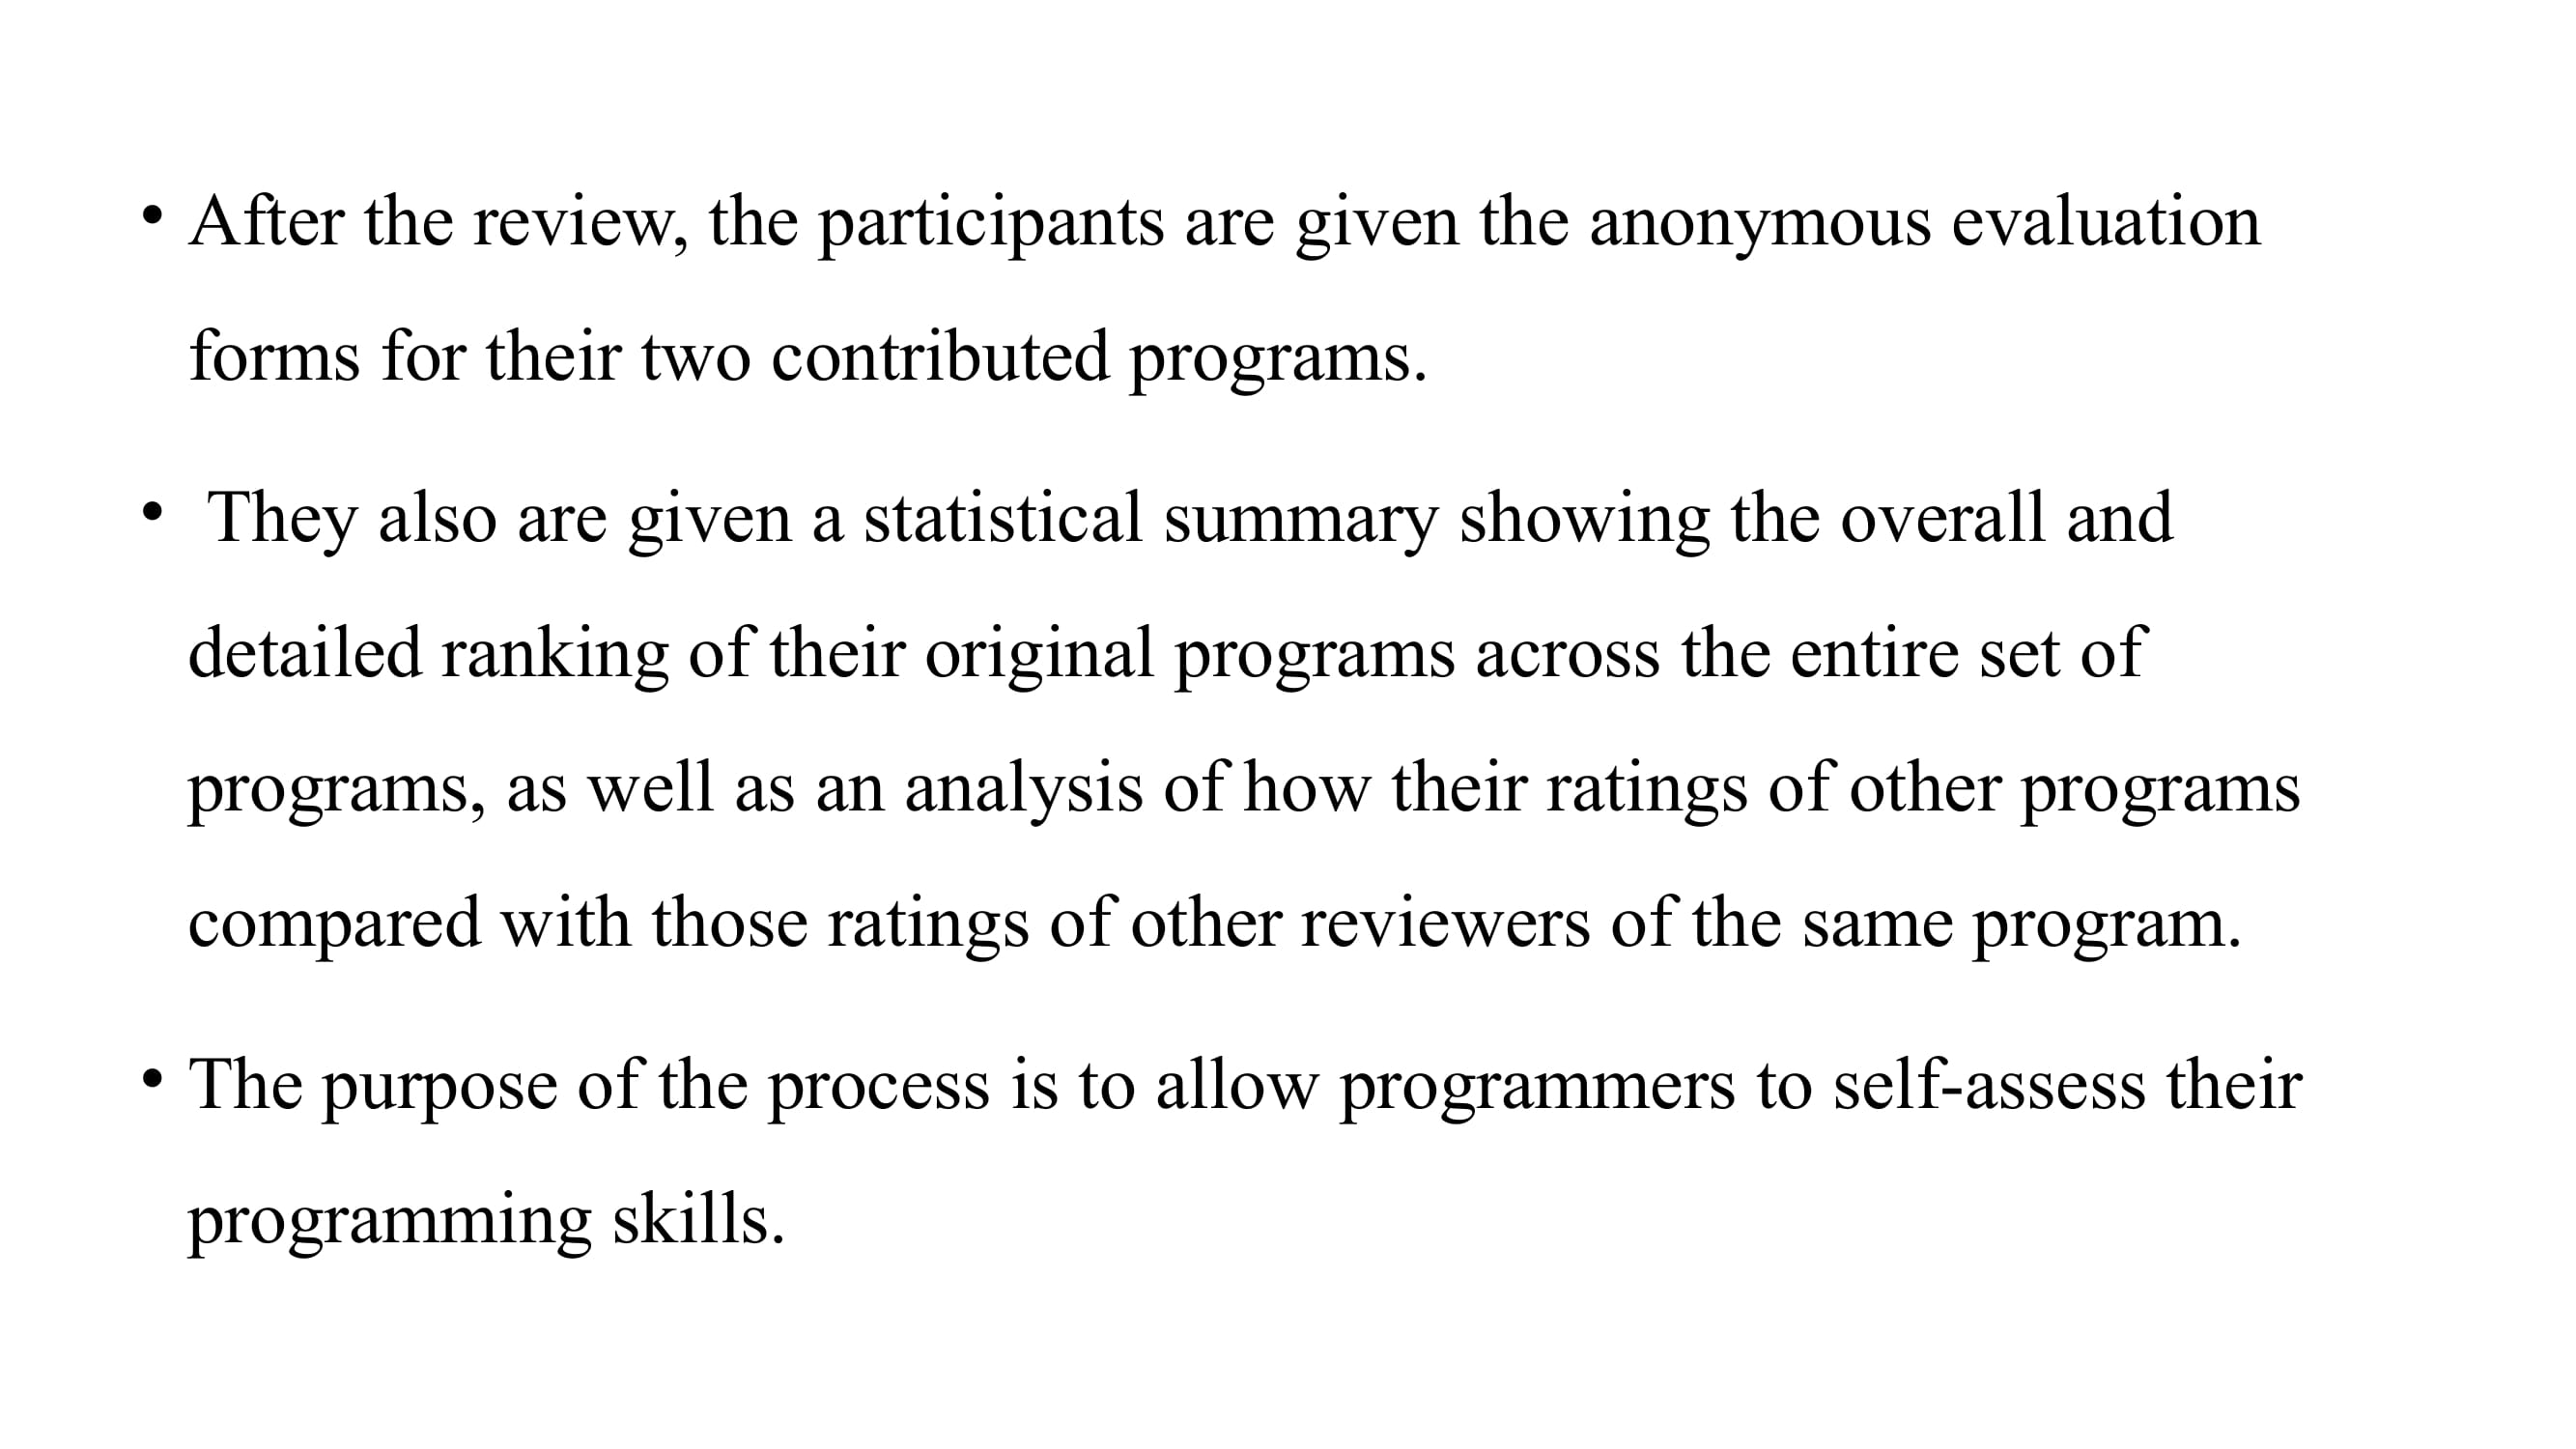 • After the review, the participants are given the anonymous evaluation
forms for their two contributed programs.
• They also are given a statistical summary showing the overall and
detailed ranking of their original programs across the entire set of
programs, as well as an analysis of how their ratings of other programs
compared with those ratings of other reviewers of the same program.
• The purpose of the process is to allow programmers to self-assess their
programming skills.